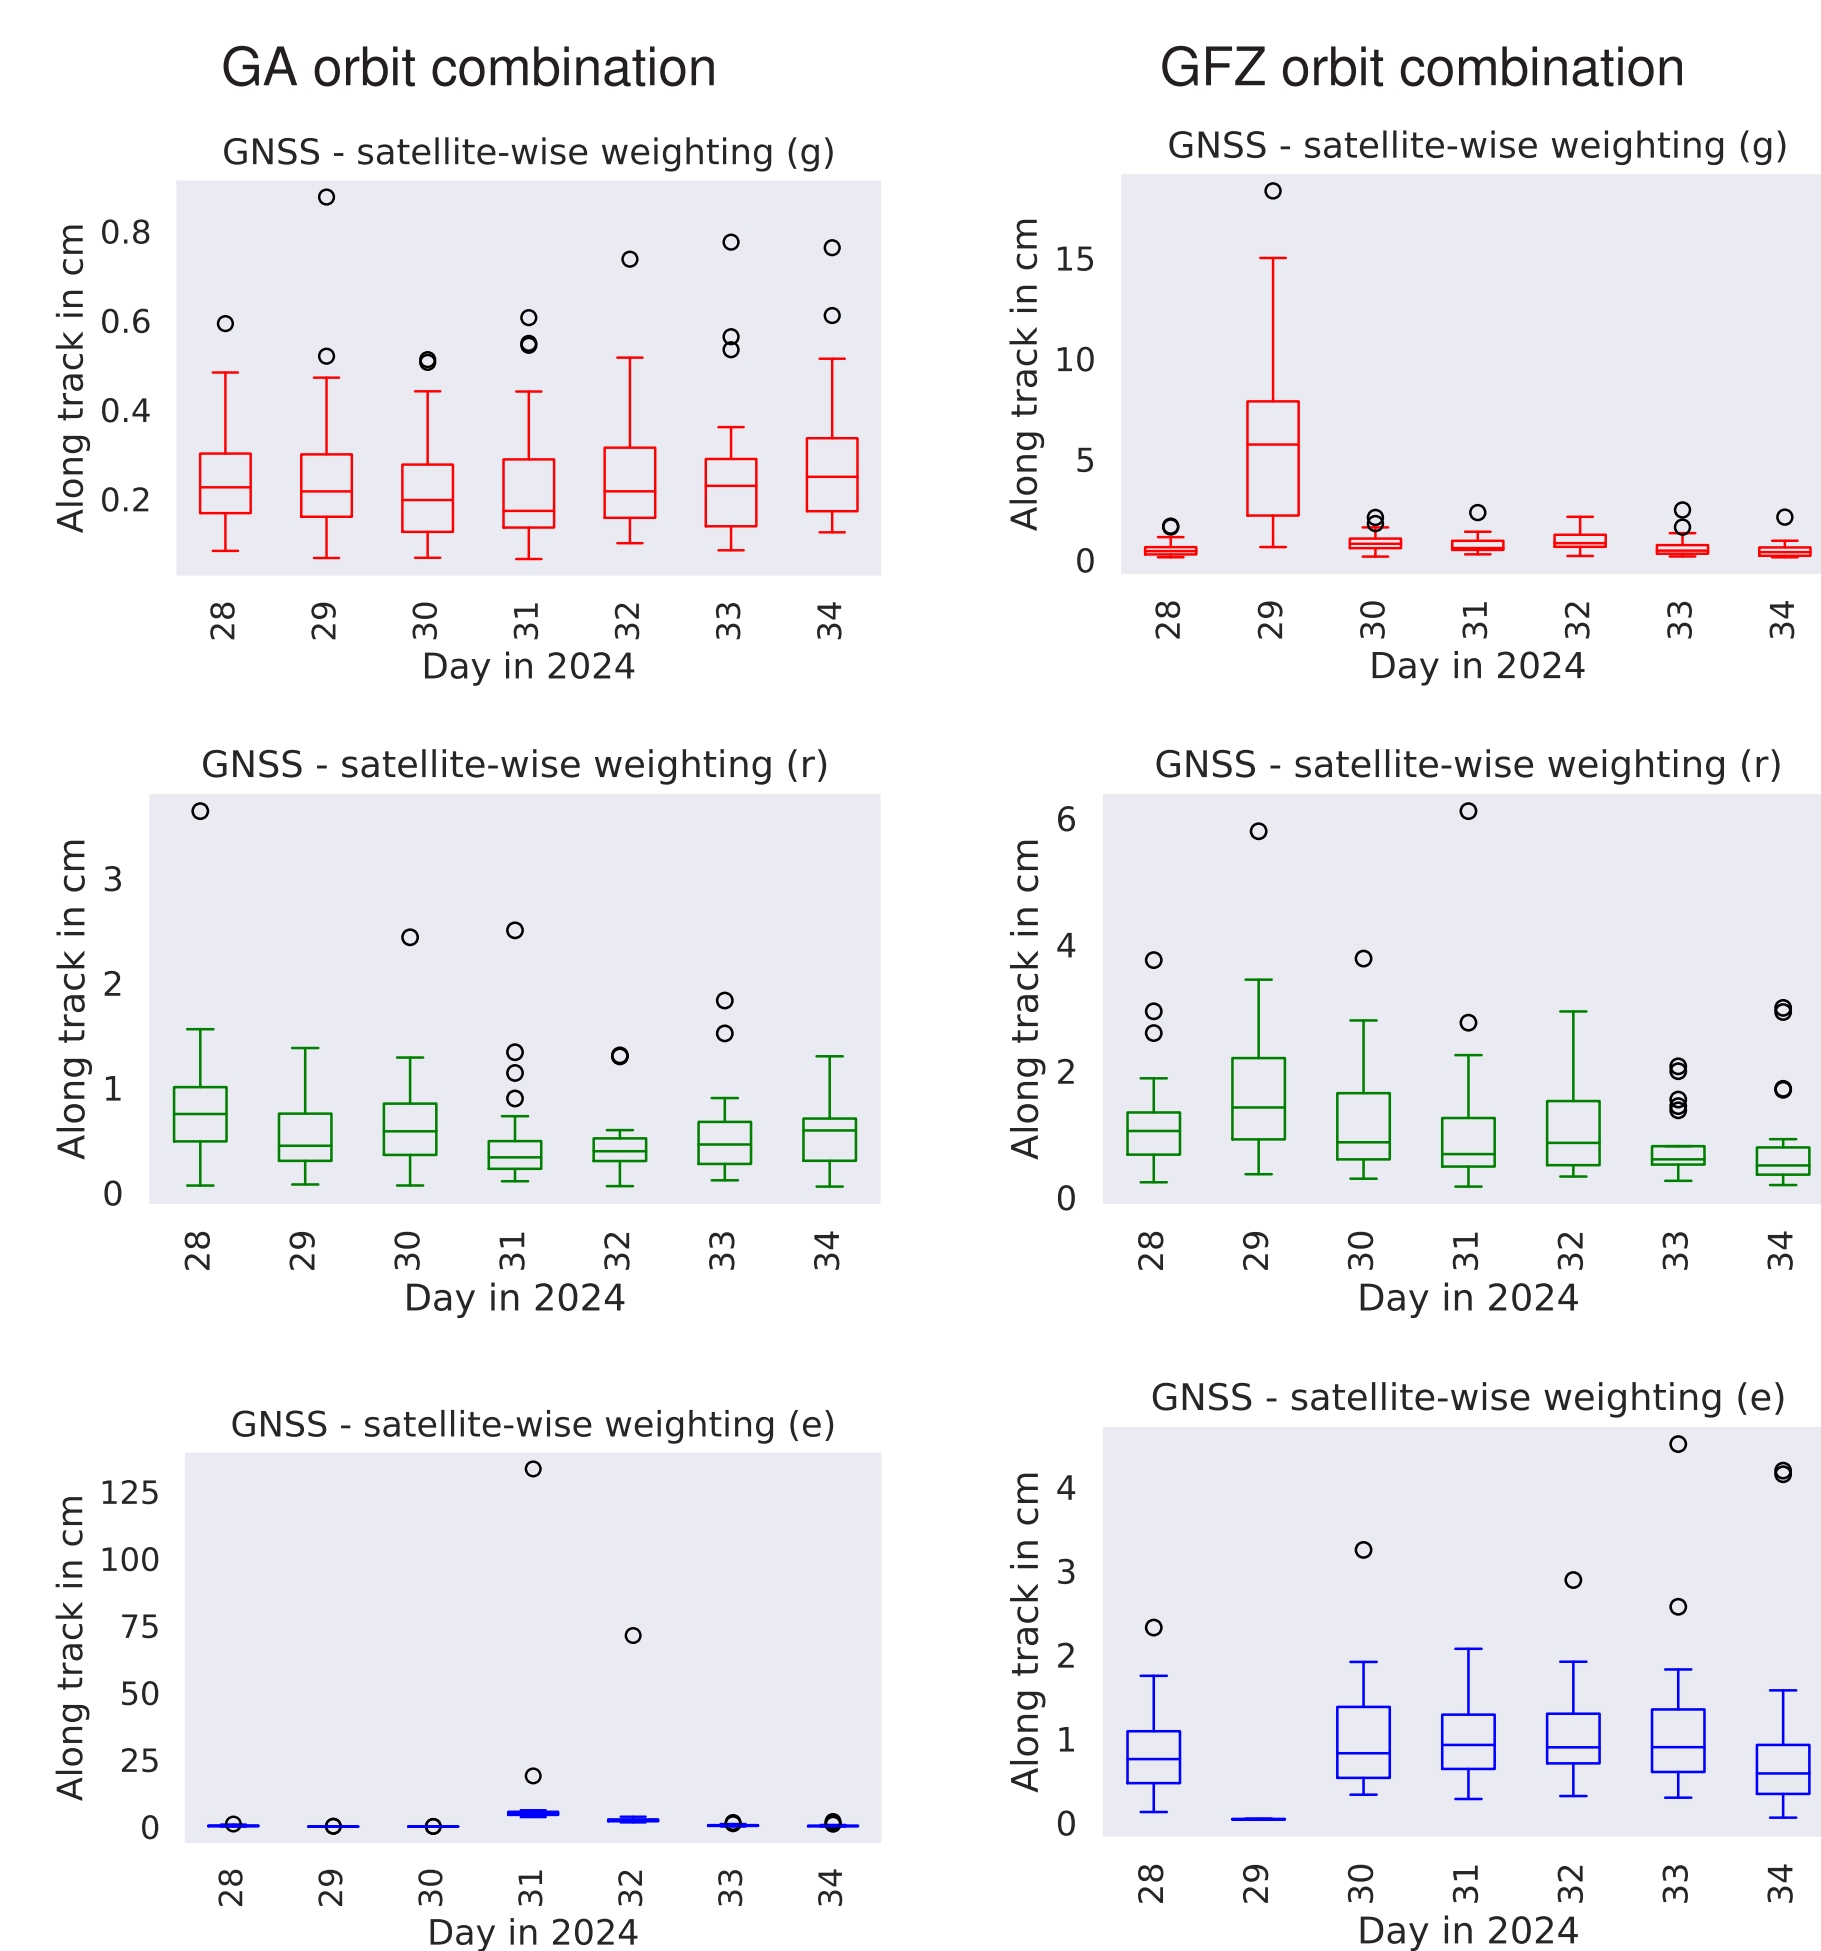 GA orbit combination
GFZ orbit combination
GNSS - satellite-wise weighting (g)
Along track in cm
0.8
0.6
0.4
0.2
28 29 30 31 32 33 34
Day in 2024
GNSS - satellite-wise weighting (g)
Along track in cm
15
10
5
0
28 29 30 31 32 33 34
Day in 2024
GNSS - satellite-wise weighting (r)
Along track in cm
3
2
1
0
28 29 30 31 32 33 34
Day in 2024
GNSS - satellite-wise weighting (r)
Along track in cm
6
4
2
0
28 29 30 31 32 33 34
Day in 2024
GNSS - satellite-wise weighting (e)
Along track in cm
125
100
75
50
25
0
28 29 30 31 32 33 34
Day in 2024
GNSS - satellite-wise weighting (e)
Along track in cm
4
3
2
1
0
28 29 30 31 32 33 34
Day in 2024